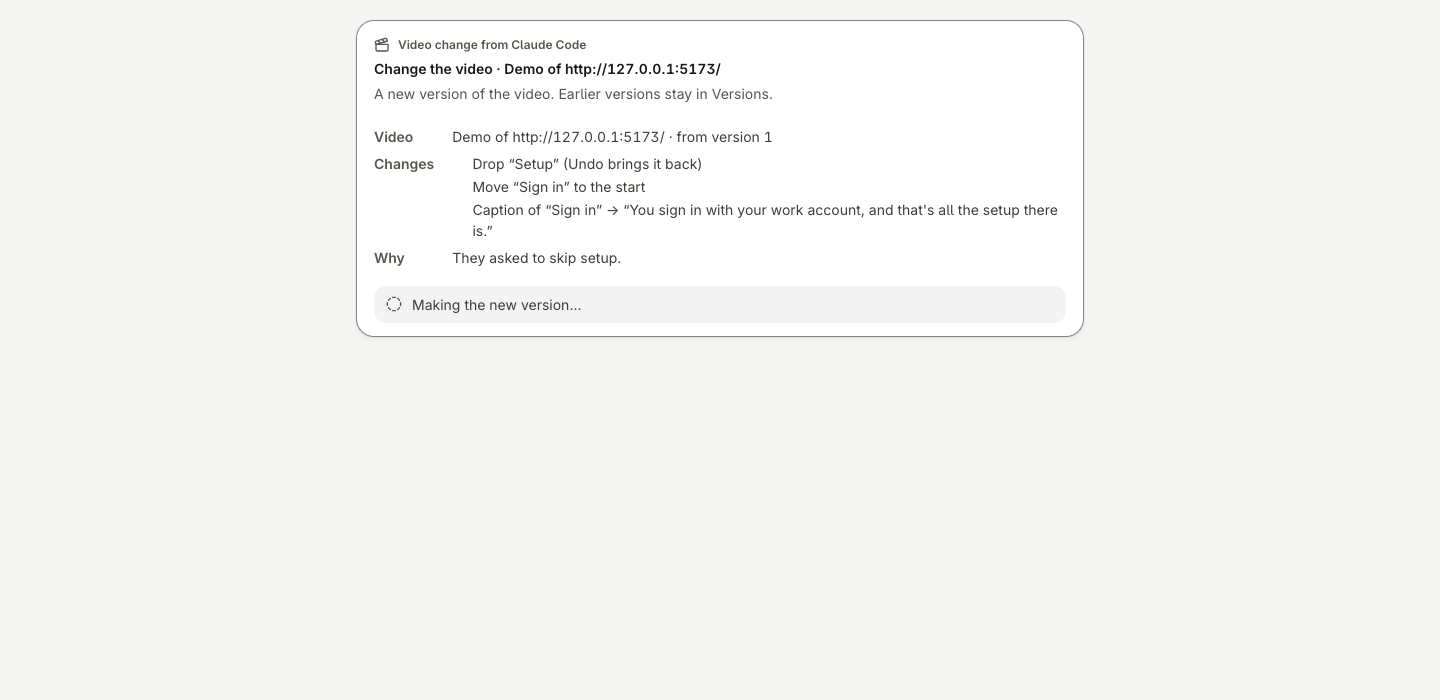 Video change from Claude Code
Change the video · Demo of http://127.0.0.1:5173/
A new version of the video. Earlier versions stay in Versions.
Video Demo of http://127.0.0.1:5173/ · from version 1
Changes Drop “Setup” (Undo brings it back)
Move “Sign in” to the start
Caption of “Sign in” → “You sign in with your work account, and that's all the setup there
is.”
Why They asked to skip setup.
Making the new version…